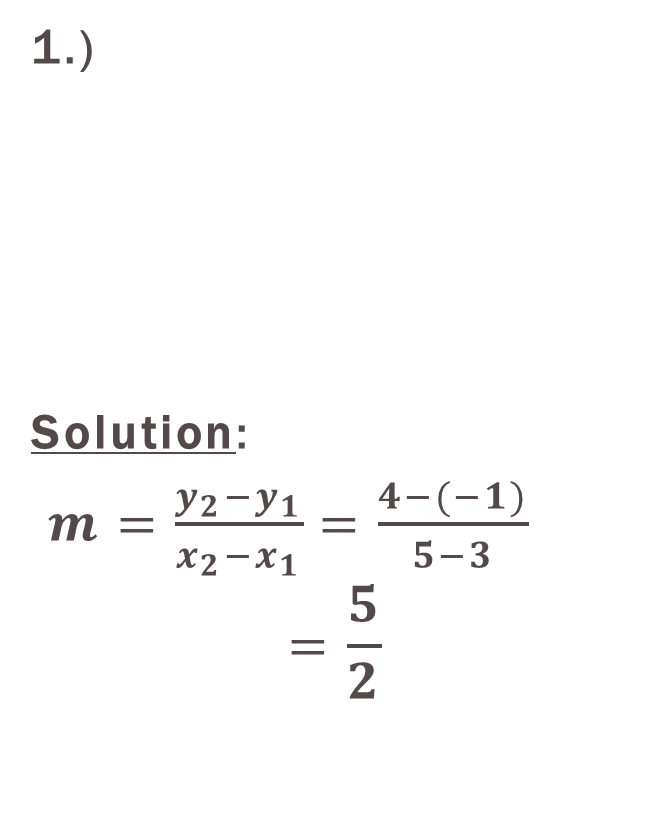 1.)
Solution:
m = y₂−y₁/x₂−x₁ = 4−(−1)/5−3
= 5/2